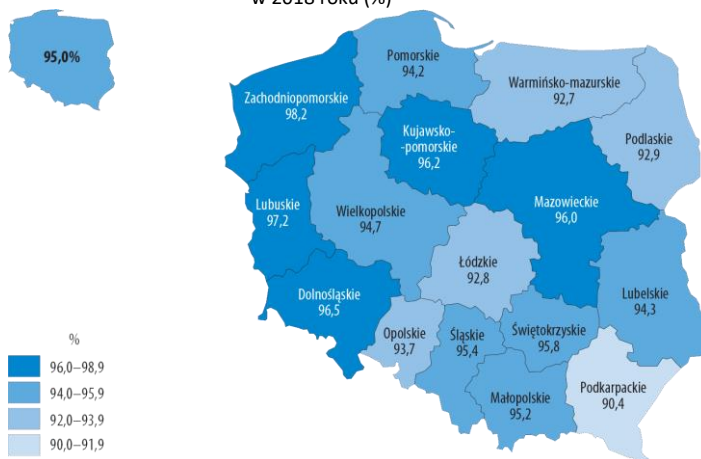 w 2018 roku (%)
95,0%
Pomorskie
94,2
Warmińsko-mazurskie
92,7
Zachodniopomorskie
98,2
Kujawsko-
-pomorskie
96,2
Podlaskie
92,9
Lubuskie
97,2
Wielkopolskie
94,7
Mazowieckie
96,0
Łódzkie
92,8
Dolnośląskie
96,5
Lubelskie
94,3
Opolskie
93,7
Śląskie
95,4
Świętokrzyskie
95,8
Małopolskie
95,2
Podkarpackie
90,4
%
96,0–98,9
94,0–95,9
92,0–93,9
90,0–91,9